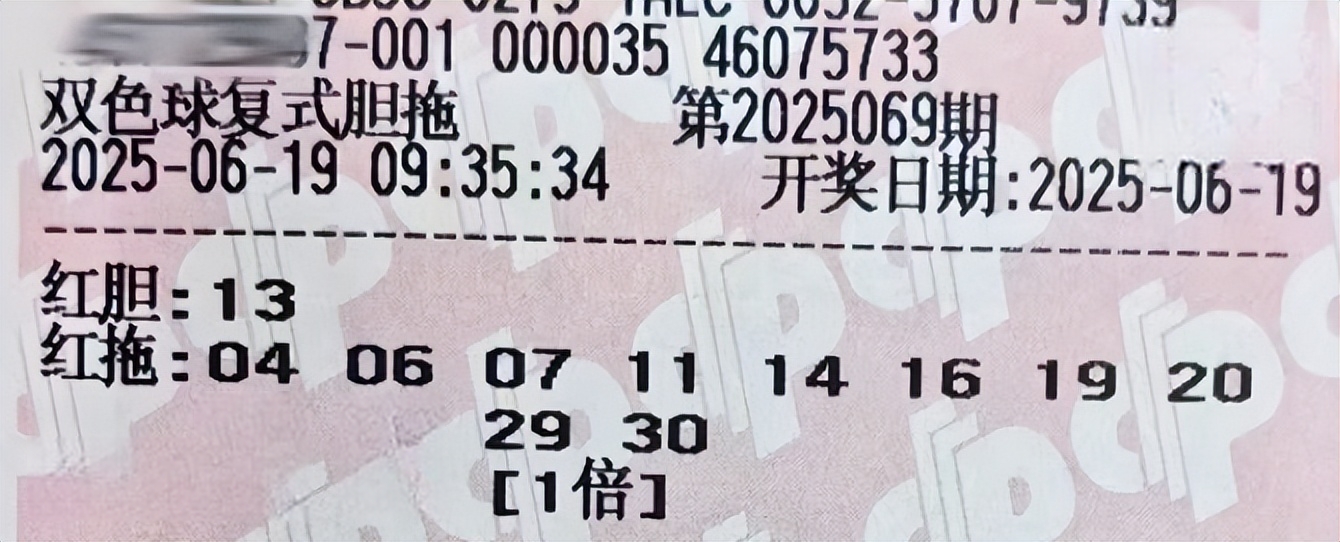 7-001 000035 46075733
双色球复式胆拖 第2025069期
2025-06-19 09:35:34 开奖日期:2025-06-19
红胆:13
红拖:04 06 07 11 14 16 19 20
29 30
[1倍]